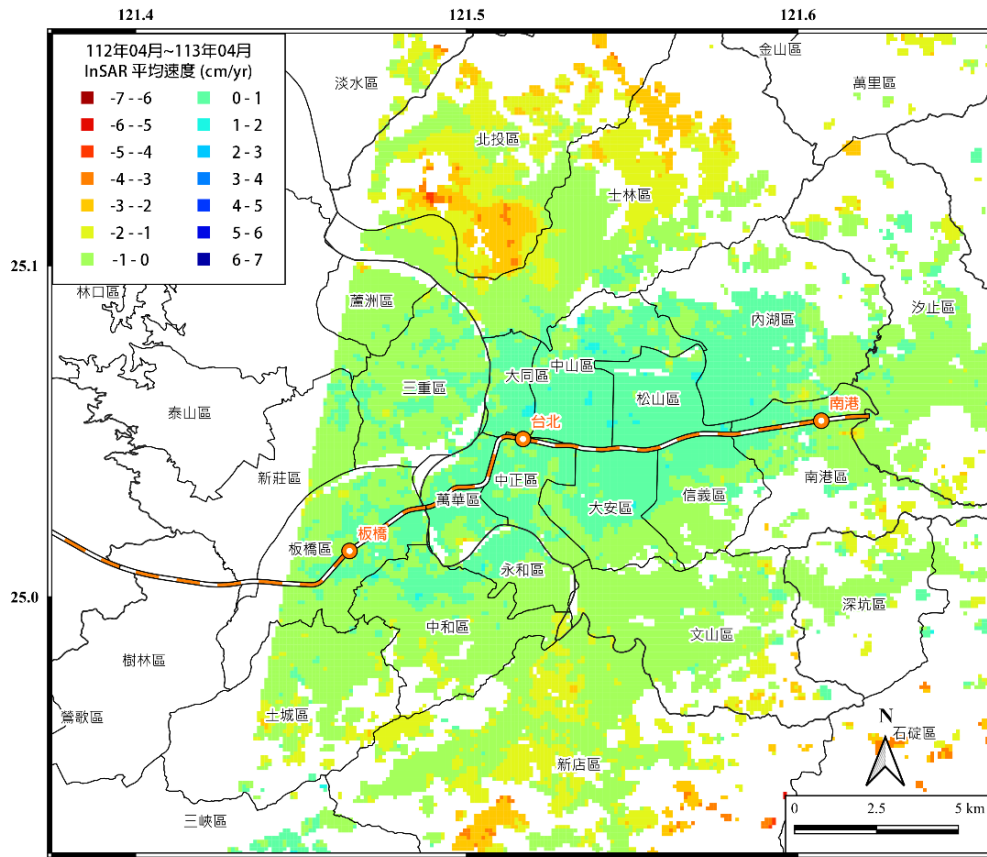 121.4 121.5 121.6
112年04月~113年04月
InSAR 平均速度 (cm/yr)
-7 - -6 0 - 1
-6 - -5 1 - 2
-5 - -4 2 - 3
-4 - -3 3 - 4
-3 - -2 4 - 5
-2 - -1 5 - 6
-1 - 0 6 - 7
金山區
淡水區
萬里區
北投區
士林區
25.1
林口區
蘆洲區
汐止區
內湖區
中山區
大同區
三重區
松山區
泰山區
南港
台北
新莊區
中正區
南港區
信義區
萬華區
大安區
板橋
板橋區
永和區
25.0
深坑區
中和區
文山區
樹林區
鶯歌區
土城區
N
石碇區
新店區
三峽區
0 2.5 5 km